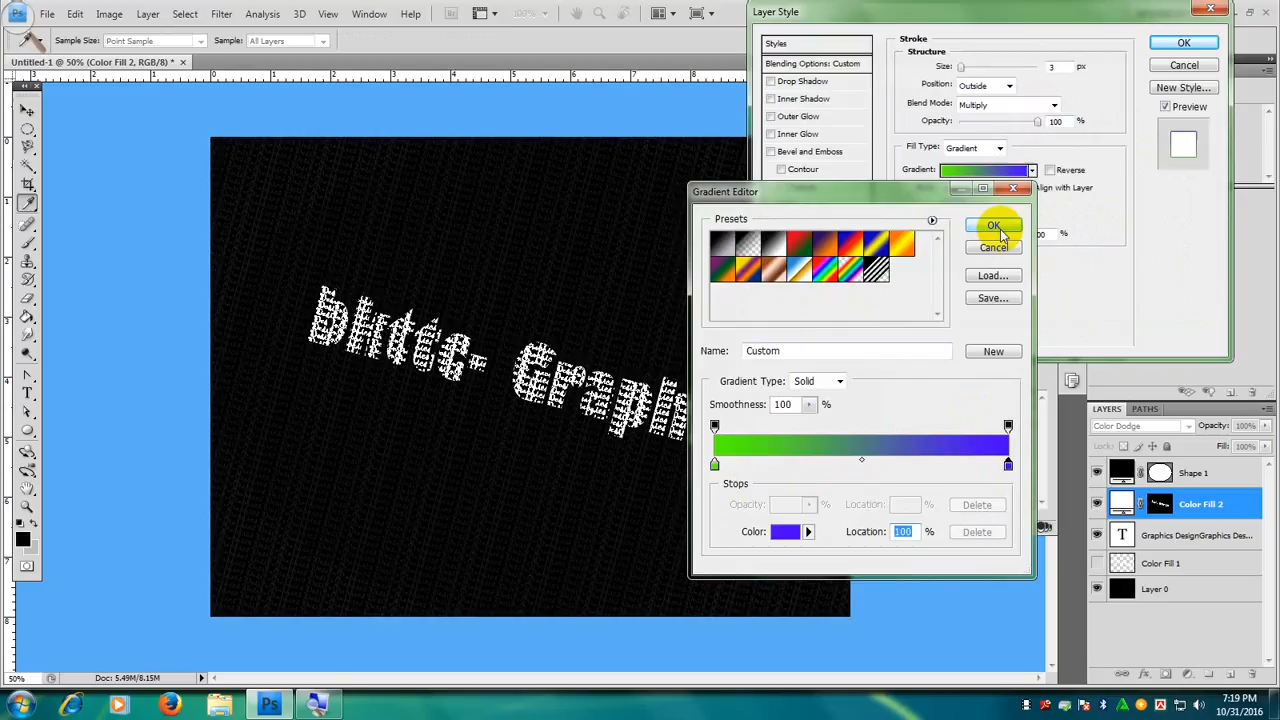 Ps File Edit Image Layer Select Filter Analysis 3D View Window Help 100%
Sample Size: Point Sample Sample: All Layers
Untitled-1 @ 50% (Color Fill 2, RGB/8) *
Layer Style
Styles
Blending Options: Custom
Drop Shadow
Inner Shadow
Outer Glow
Inner Glow
Bevel and Emboss
Contour
Stroke
Structure
Size: 3 px
Position: Outside
Blend Mode: Multiply
Opacity: 100 %
Fill Type: Gradient
Gradient: Reverse
Align with Layer
00 %
OK
Cancel
New Style...
Preview
Gradient Editor
Presets
OK
Cancel
Load...
Save...
Name: Custom New
Gradient Type: Solid
Smoothness: 100 %
Stops
Opacity: % Location: % Delete
Color: Location: 100 % Delete
LAYERS PATHS
Color Dodge Opacity: 100%
Lock: Fill: 100%
Shape 1
Color Fill 2
T Graphics DesignGraphics Des...
Color Fill 1
Layer 0
50% Doc: 5.49M/8.15M
Ps
7:19 PM
10/31/2016